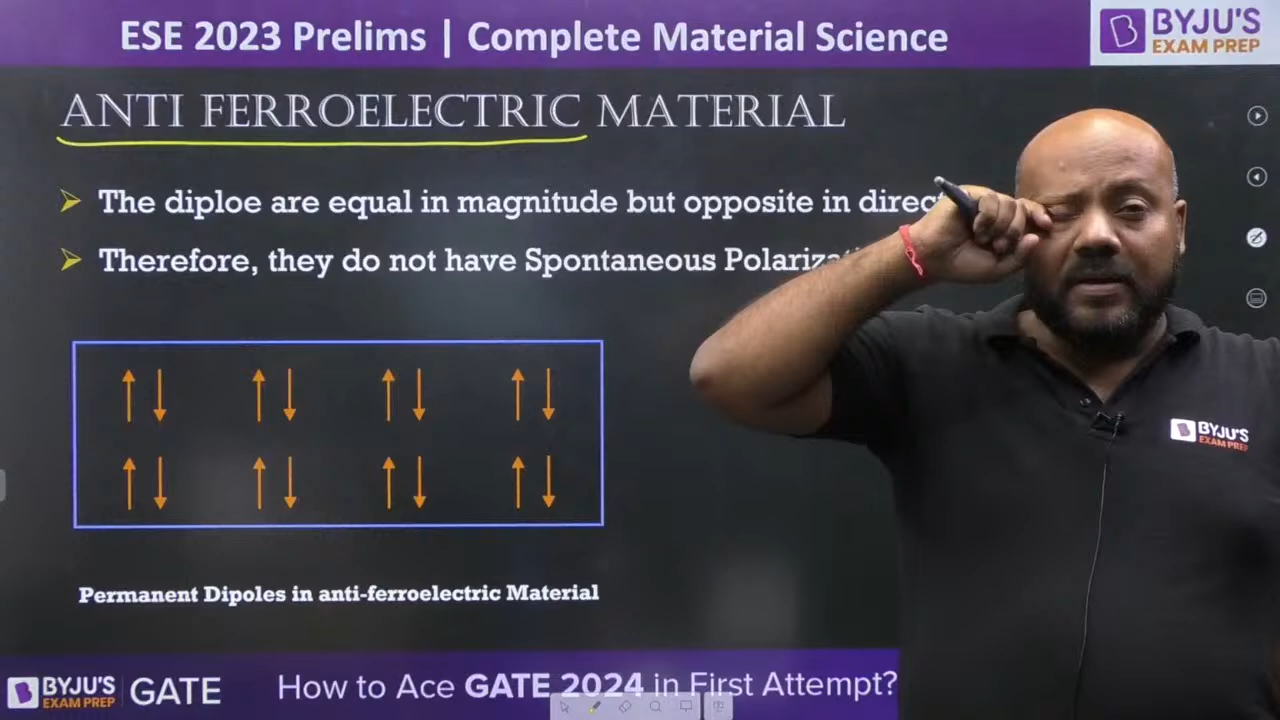 ESE 2023 Prelims | Complete Material Science
BYJU'S
EXAM PREP
ANTI FERROELECTRIC MATERIAL
The diploe are equal in magnitude but opposite in
Therefore, they do not have Spontaneous
Permanent Dipoles in anti-ferroelectric Material
BYJU'S
EXAM PREP
BYJU'S
EXAM PREP
GATE
How to Ace GATE 2024 in First Attempt?